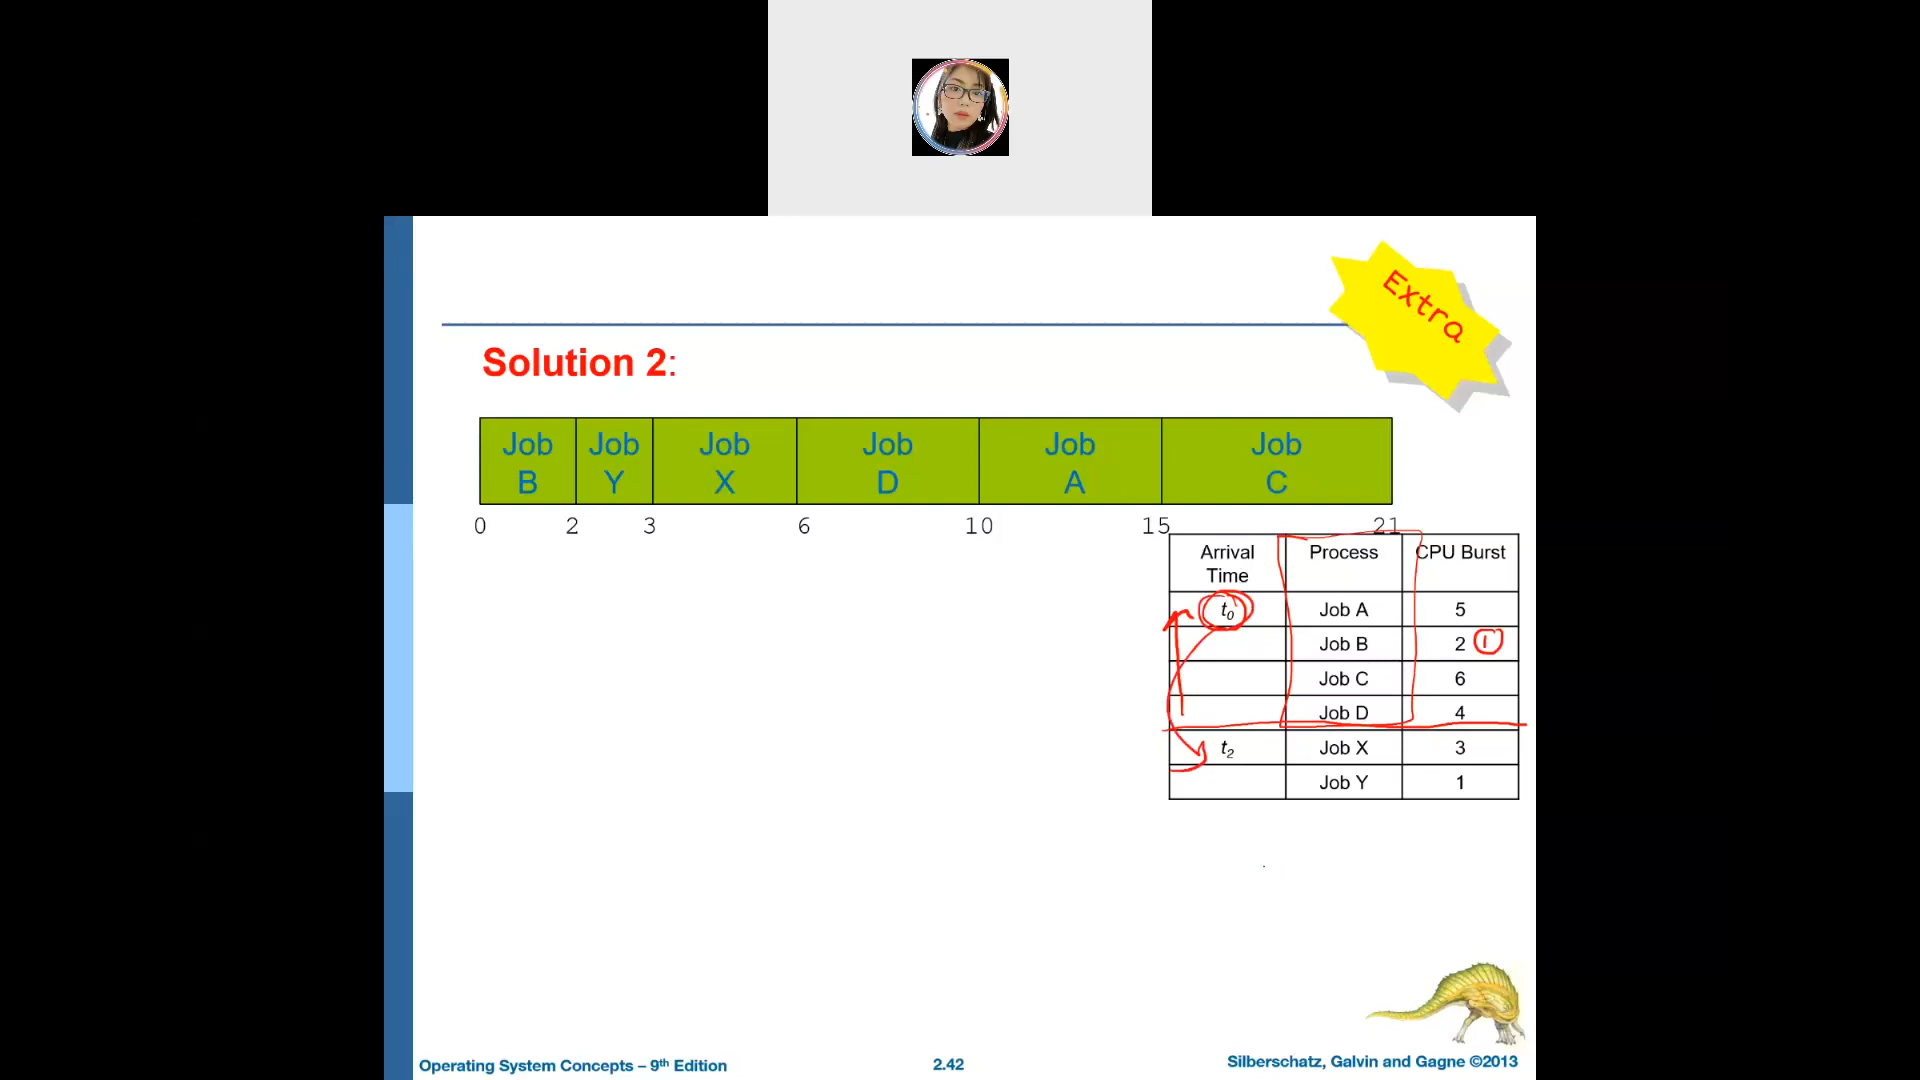 Extra
Solution 2:
Job B
Job Y
Job X
Job D
Job A
Job C
0 2 3 6 10 15 21
Arrival Time Process CPU Burst
t0 Job A 5
Job B 2 1
Job C 6
Job D 4
t2 Job X 3
Job Y 1
Operating System Concepts – 9th Edition 2.42 Silberschatz, Galvin and Gagne ©2013